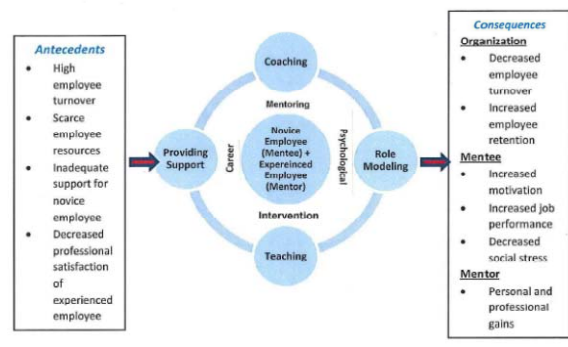 Antecedents
High
employee
turnover
Scarce
employee
resources
Inadequate
support for
novice
employee
Decreased
professional
satisfaction
of
experienced
employee
Coaching
Mentoring
Providing
Support
Career
Novice
Employee
(Mentee) +
Expereinced
Employee
(Mentor)
Psychological
Role
Modeling
Intervention
Teaching
Consequences
Organization
Decreased
employee
turnover
Increased
employee
retention
Mentee
Increased
motivation
Increased job
performance
Decreased
social stress
Mentor
Personal and
professional
gains